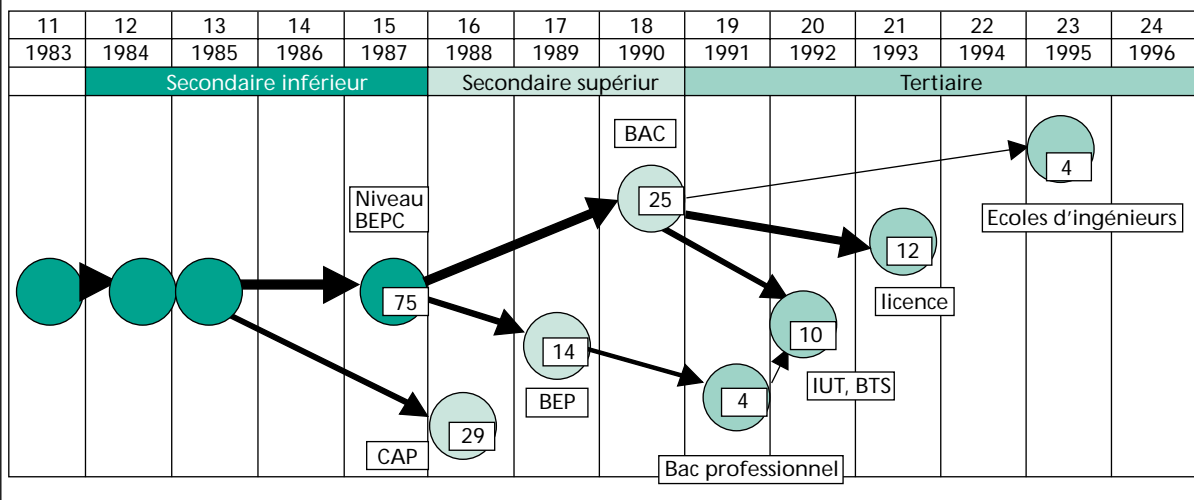 11 12 13 14 15 16 17 18 19 20 21 22 23 24
1983 1984 1985 1986 1987 1988 1989 1990 1991 1992 1993 1994 1995 1996
Secondaire inférieur Secondaire supériur Tertiaire
BAC
4
Niveau
BEPC
25
Ecoles d'ingénieurs
12
75
licence
10
14
IUT, BTS
BEP
4
29
CAP
Bac professionnel